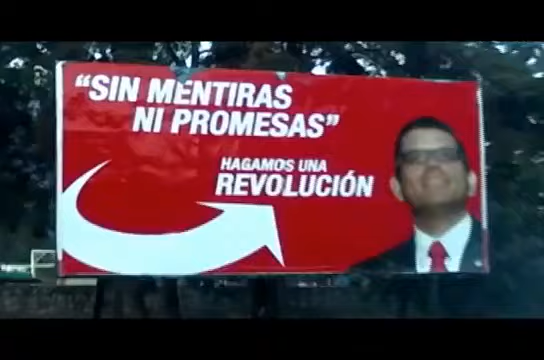 “SIN MENTIRAS
NI PROMESAS”
HAGAMOS UNA
REVOLUCIÓN